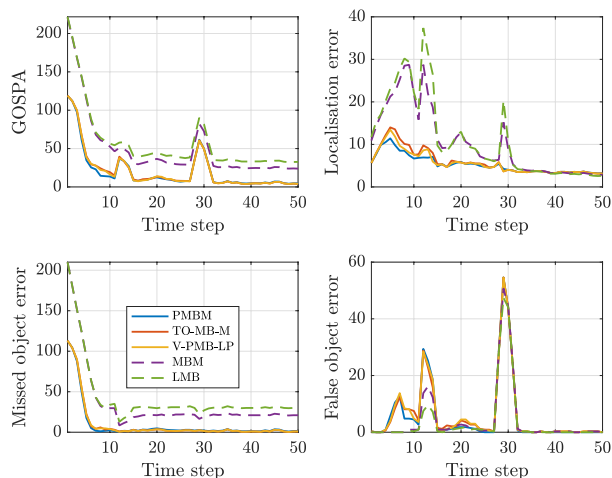 GOSPA
200
150
100
50
0
10 20 30 40 50
Time step
Localisation error
40
30
20
10
0
10 20 30 40 50
Time step
Missed object error
200
150
100
50
0
PMBM
TO-MB-M
V-PMB-LP
MBM
LMB
10 20 30 40 50
Time step
False object error
60
40
20
0
10 20 30 40 50
Time step